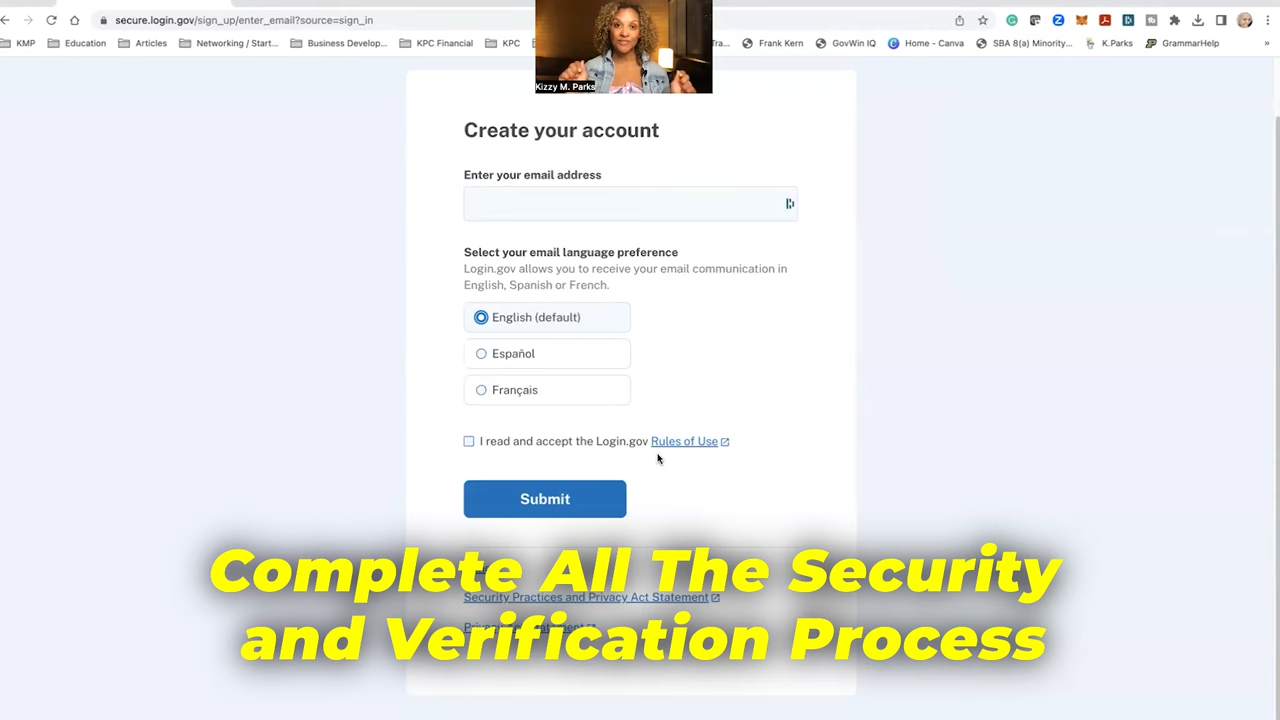 secure.login.gov/sign_up/enter_email?source=sign_in
KMP
Education
Articles
Networking / Start...
Business Develop...
KPC Financial
KPC
Tra...
Frank Kern
GovWin IQ
Home - Canva
SBA 8(a) Minority...
K.Parks
GrammarHelp
»
Kizzy M. Parks
Create your account
Enter your email address
Select your email language preference
Login.gov allows you to receive your email communication in
English, Spanish or French.
English (default)
Español
Français
I read and accept the Login.gov Rules of Use
Submit
Complete All The Security
Security Practices and Privacy Act Statement
and Verification Process